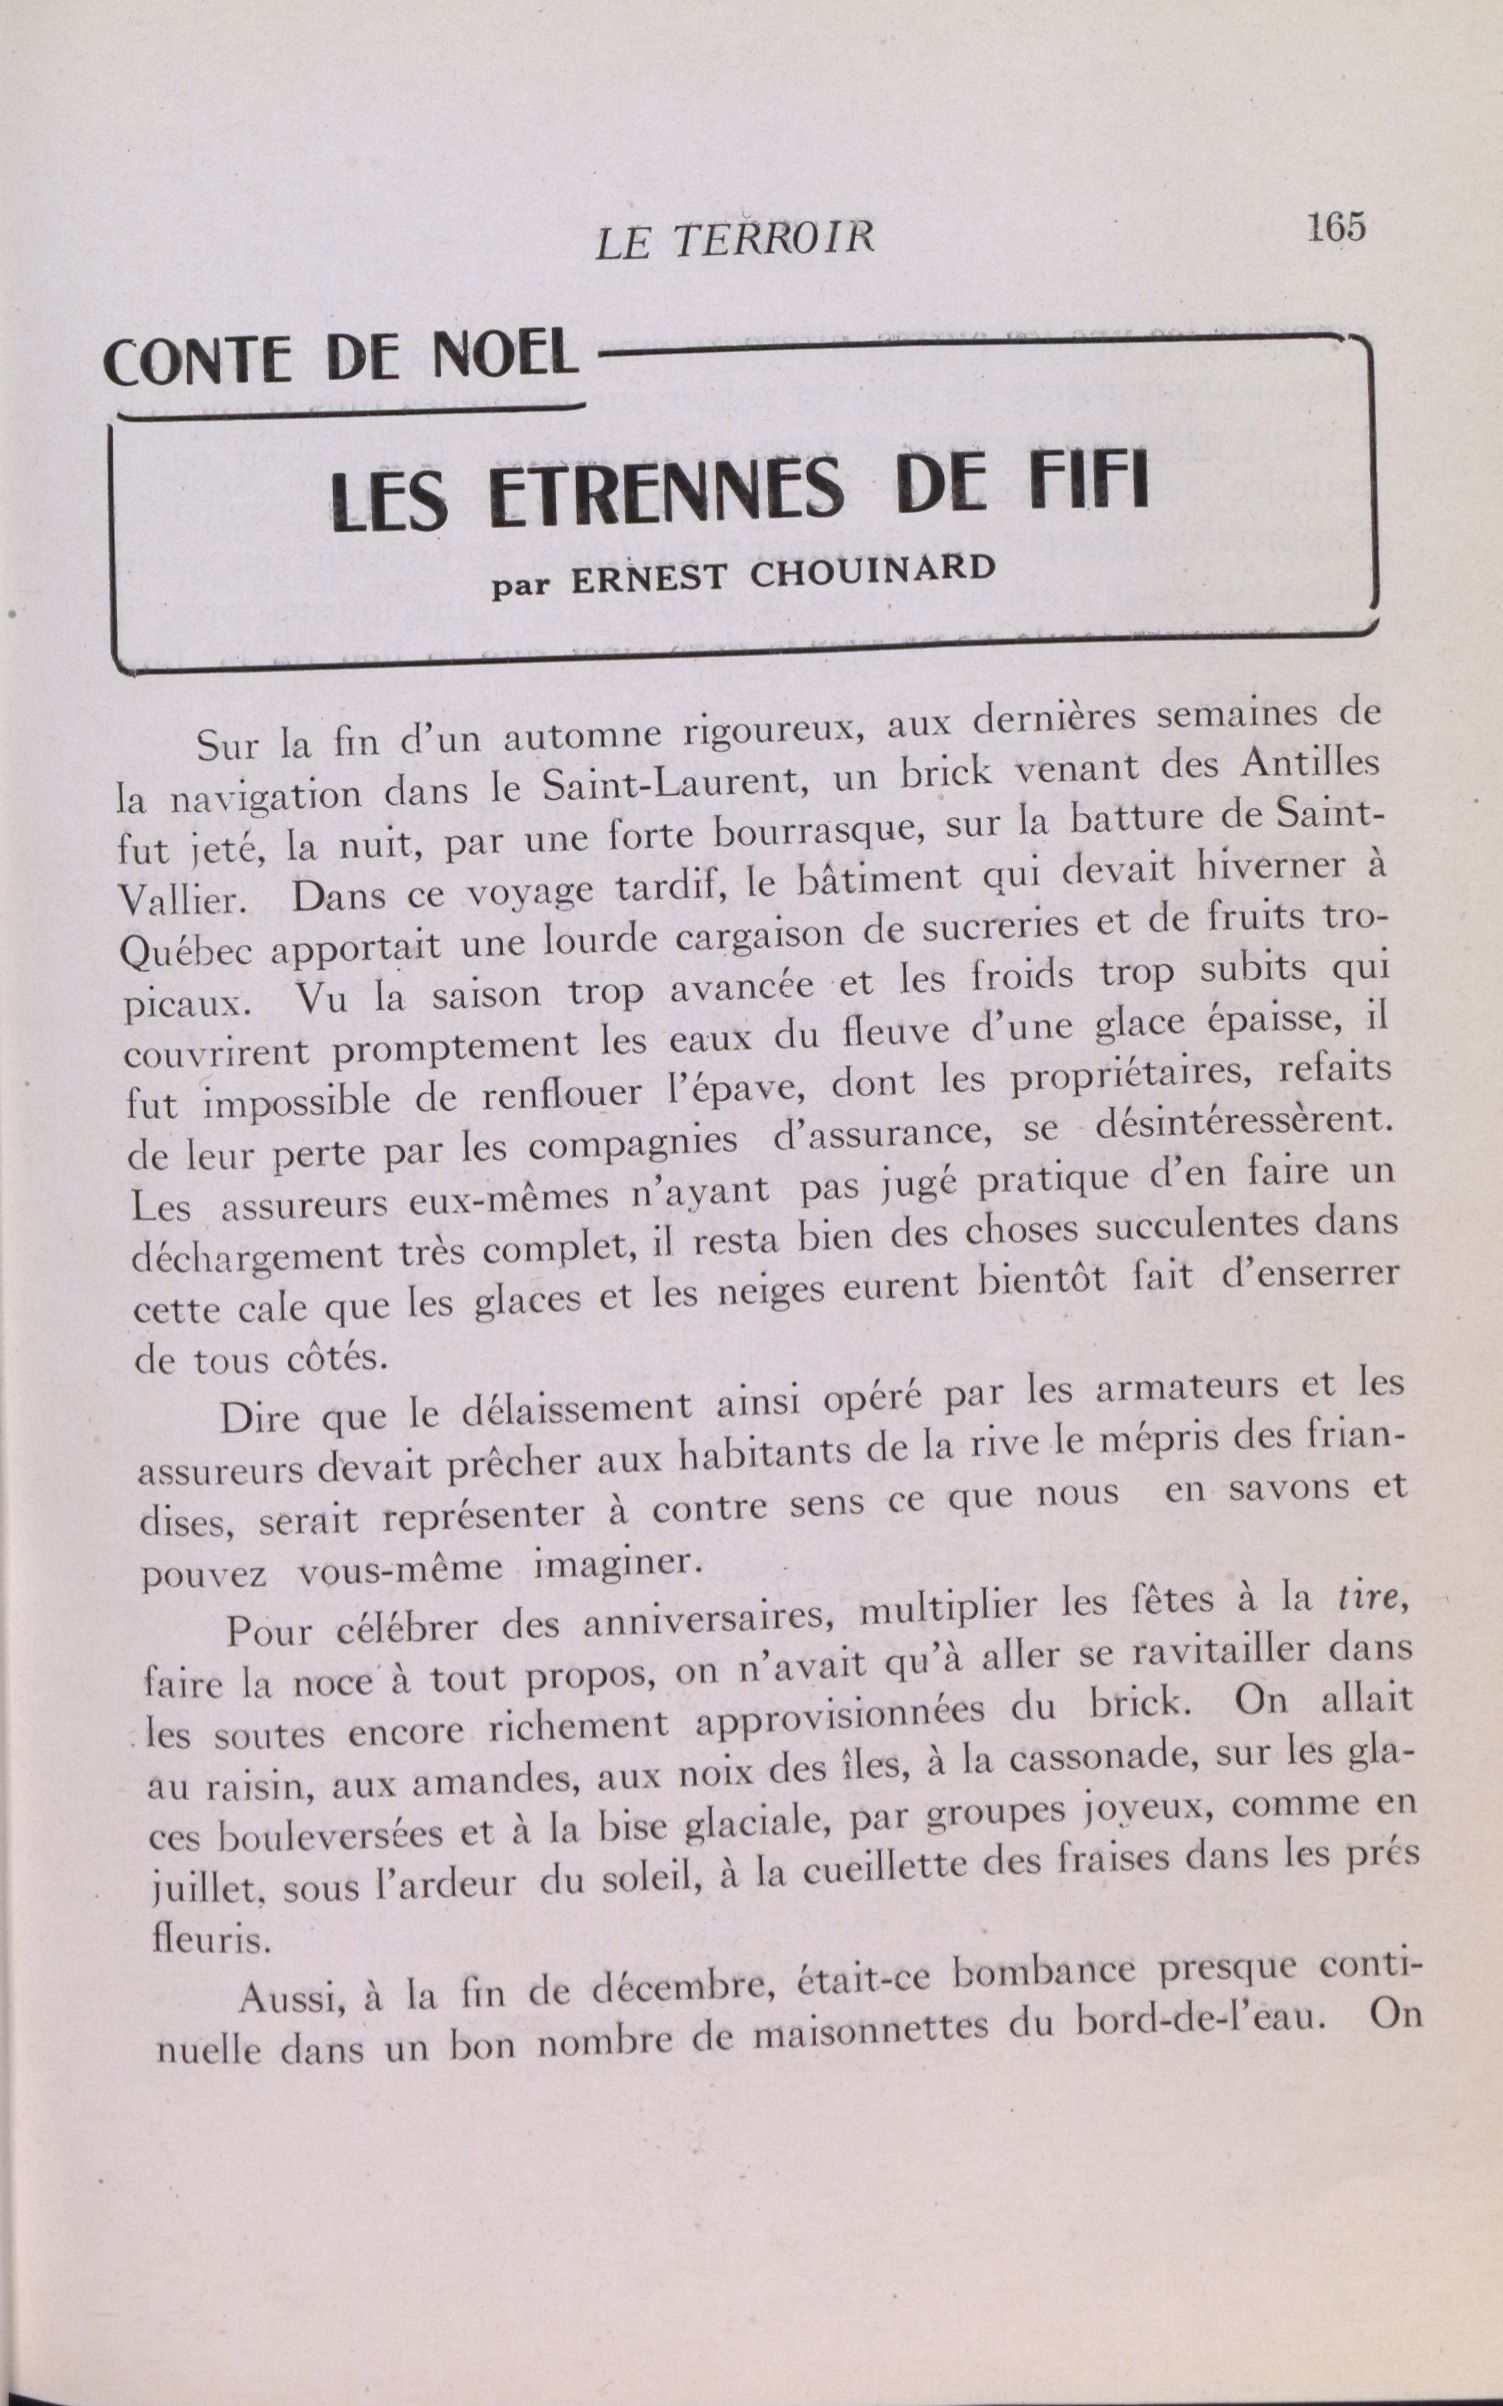 LE TERROIR 165
CONTE DE NOEL
LES ETRENNES DE FIFI
par ERNEST CHOUINARD
Sur la fin d'un automne rigoureux, aux dernières semaines de
la navigation dans le Saint-Laurent, un brick venant des Antilles
fut jeté, la nuit, par une forte bourrasque, sur la batture de Saint-
Vallier. Dans ce voyage tardif, le bâtiment qui devait hiverner à
Québec apportait une lourde cargaison de sucreries et de fruits tro-
picaux. Vu la saison trop avancée et les froids trop subits qui
couvrirent promptement les eaux du fleuve d'une glace épaisse, il
fut impossible de renflouer l'épave, dont les propriétaires, refaits
de leur perte par les compagnies d'assurance, se désintéressèrent.
Les assureurs eux-mêmes n'ayant pas jugé pratique d'en faire un
déchargement très complet, il resta bien des choses succulentes dans
cette cale que les glaces et les neiges eurent bientôt fait d'enserrer
de tous côtés.
Dire que le délaissement ainsi opéré par les armateurs et les
assureurs devait prêcher aux habitants de la rive le mépris des frian-
dises, serait représenter à contre sens ce que nous en savons et
pouvez vous-même imaginer.
Pour célébrer des anniversaires, multiplier les fêtes à la tire,
faire la noce à tout propos, on n'avait qu'à aller se ravitailler dans
les soutes encore richement approvisionnées du brick. On allait
au raisin, aux amandes, aux noix des îles, à la cassonade, sur les gla-
ces bouleversées et à la bise glaciale, par groupes joyeux, comme en
juillet, sous l'ardeur du soleil, à la cueillette des fraises dans les prés
fleuris.
Aussi, à la fin de décembre, était-ce bombance presque conti-
nuelle dans un bon nombre de maisonnettes du bord-de-l'eau. On